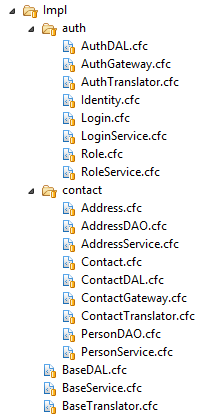 Impl
auth
AuthDAL.cfc
AuthGateway.cfc
AuthTranslator.cfc
Identity.cfc
Login.cfc
LoginService.cfc
Role.cfc
RoleService.cfc
contact
Address.cfc
AddressDAO.cfc
AddressService.cfc
Contact.cfc
ContactDAL.cfc
ContactGateway.cfc
ContactTranslator.cfc
PersonDAO.cfc
PersonService.cfc
BaseDAL.cfc
BaseService.cfc
BaseTranslator.cfc